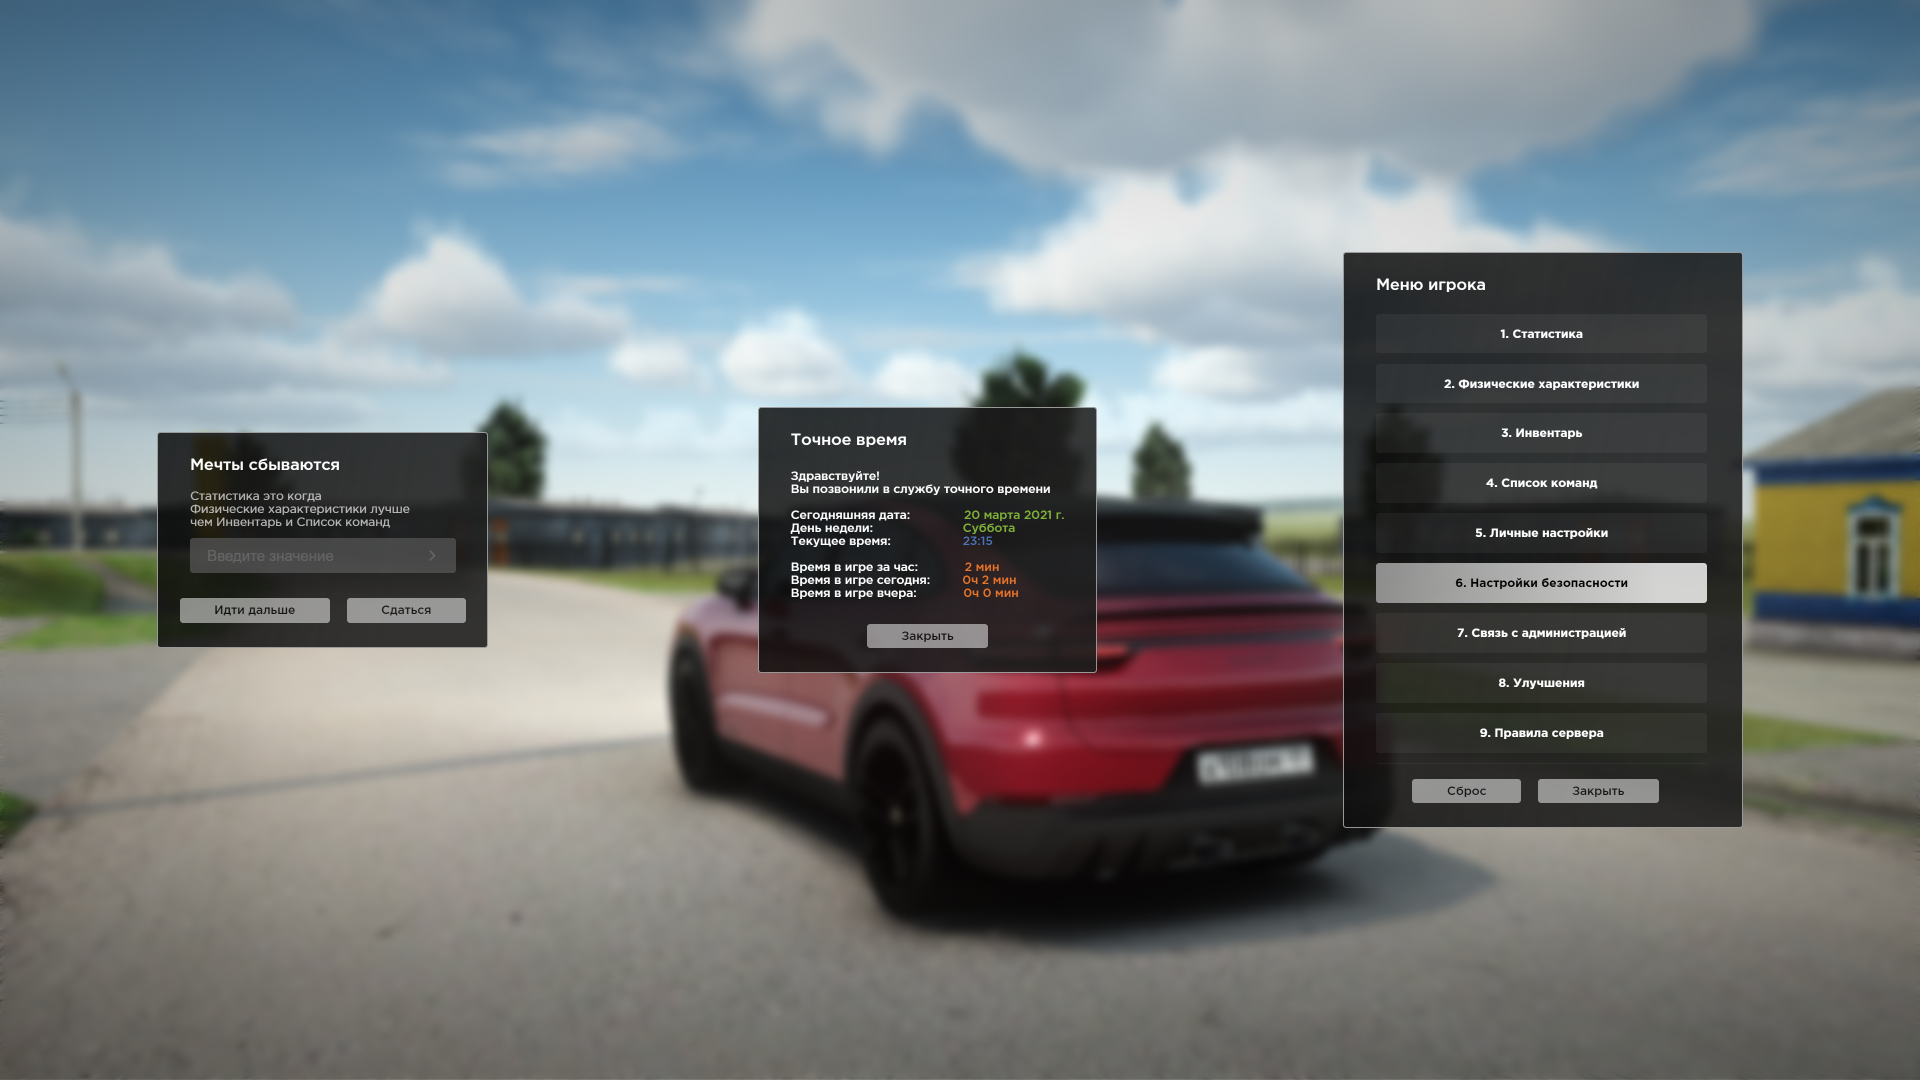 Мечты сбываются
Статистика это когда
Физические характеристики лучше
чем Инвентарь и Список команд
Введите значение
Идти дальше
Сдаться
Точное время
Здравствуйте!
Вы позвонили в службу точного времени
Сегодняшняя дата: 20 марта 2021 г.
День недели: Суббота
Текущее время: 23:15
Время в игре за час: 2 мин
Время в игре сегодня: 0ч 2 мин
Время в игре вчера: 0ч 0 мин
Закрыть
Меню игрока
1. Статистика
2. Физические характеристики
3. Инвентарь
4. Список команд
5. Личные настройки
6. Настройки безопасности
7. Связь с администрацией
8. Улучшения
9. Правила сервера
Сброс
Закрыть